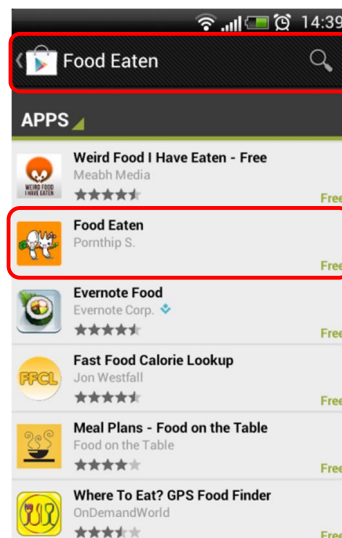 14:39
Food Eaten
APPS
Weird Food I Have Eaten - Free
Meabh Media
WEIRD FOOD
I HAVE EATEN
Free
Food Eaten
Pornthip S.
Free
Evernote Food
Evernote Corp.
Free
Fast Food Calorie Lookup
FFCL
Jon Westfall
Free
Meal Plans - Food on the Table
Food on the Table
Free
Where To Eat? GPS Food Finder
OnDemandWorld
Free